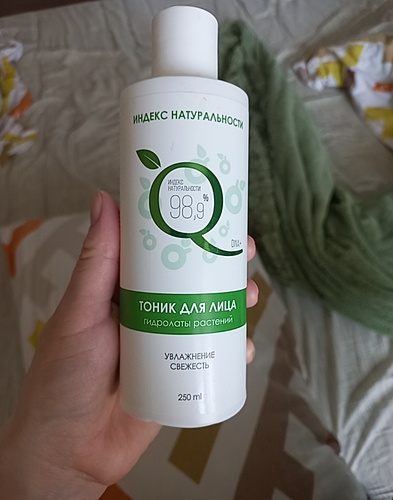 ИНДЕКС НАТУРАЛЬНОСТИ
ИНДЕКС
НАТУРАЛЬНОСТИ
98,9%
DNA+
ТОНИК ДЛЯ ЛИЦА
гидролаты растений
УВЛАЖНЕНИЕ
СВЕЖЕСТЬ
250 ml